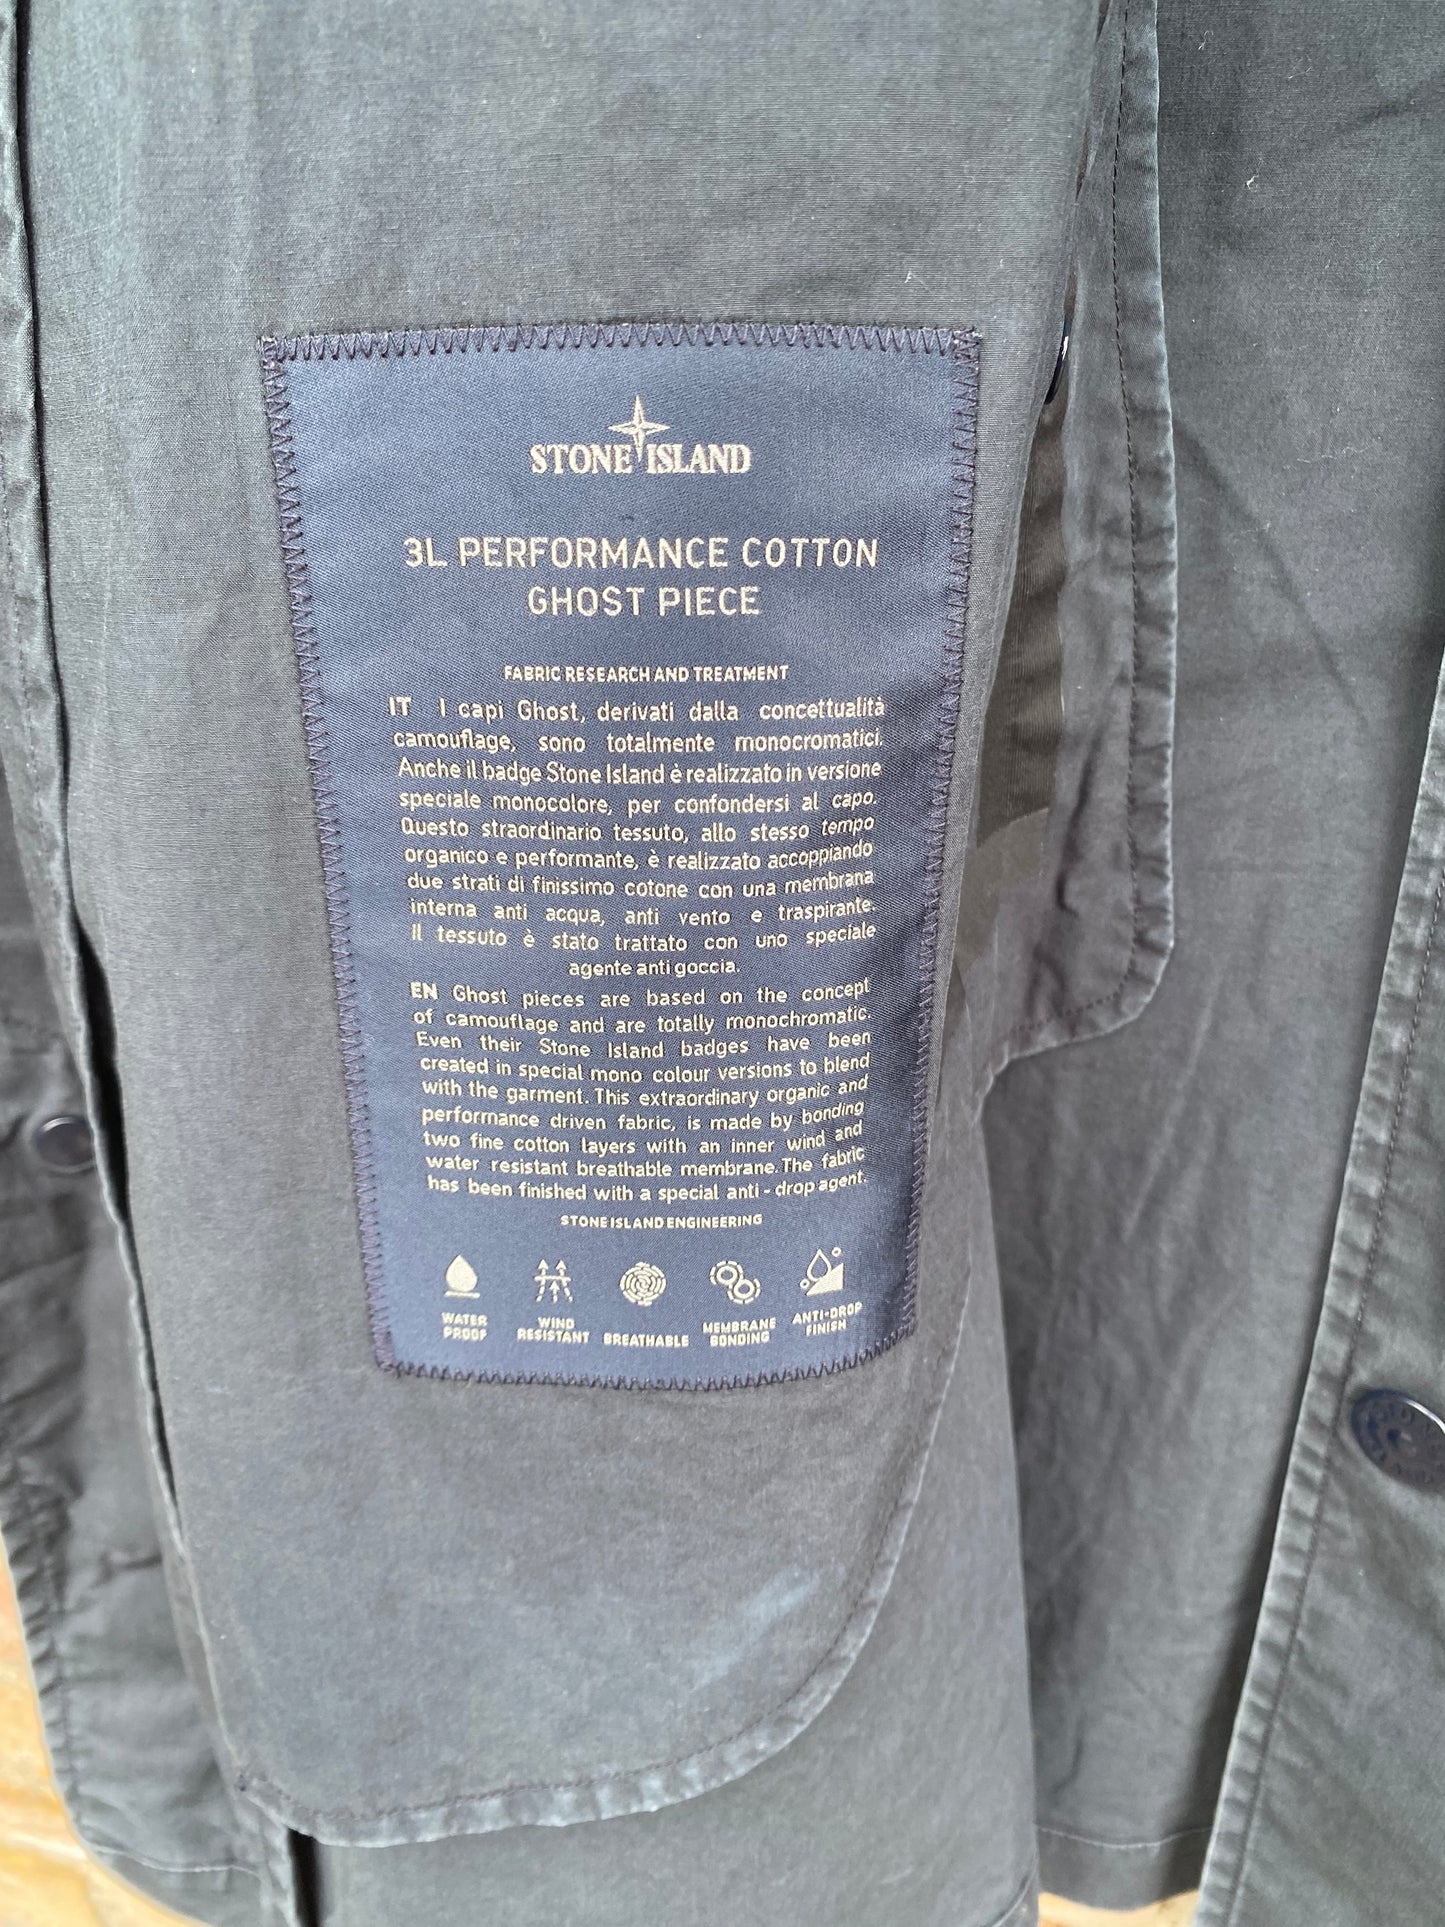 STONE ISLAND
3L PERFORMANCE COTTON
GHOST PIECE
FABRIC RESEARCH AND TREATMENT
IT I capi Ghost, derivati dalla concettualità
camouflage, sono totalmente monocromatici.
Anche il badge Stone Island è realizzato in versione
speciale monocolore, per confondersi al capo.
Questo straordinario tessuto, allo stesso tempo
organico e performante, è realizzato accoppiando
due strati di finissimo cotone con una membrana
interna anti acqua, anti vento e traspirante.
Il tessuto è stato trattato con uno speciale
agente anti goccia.
EN Ghost pieces are based on the concept
of camouflage and are totally monochromatic.
Even their Stone Island badges have been
created in special mono colour versions to blend
with the garment. This extraordinary organic and
performance driven fabric, is made by bonding
two fine cotton layers with an inner wind and
water resistant breathable membrane. The fabric
has been finished with a special anti - drop agent.
STONE ISLAND ENGINEERING
WATER
PROOF
WIND
RESISTANT
BREATHABLE
MEMBRANE
BONDING
ANTI-DROP
FINISH